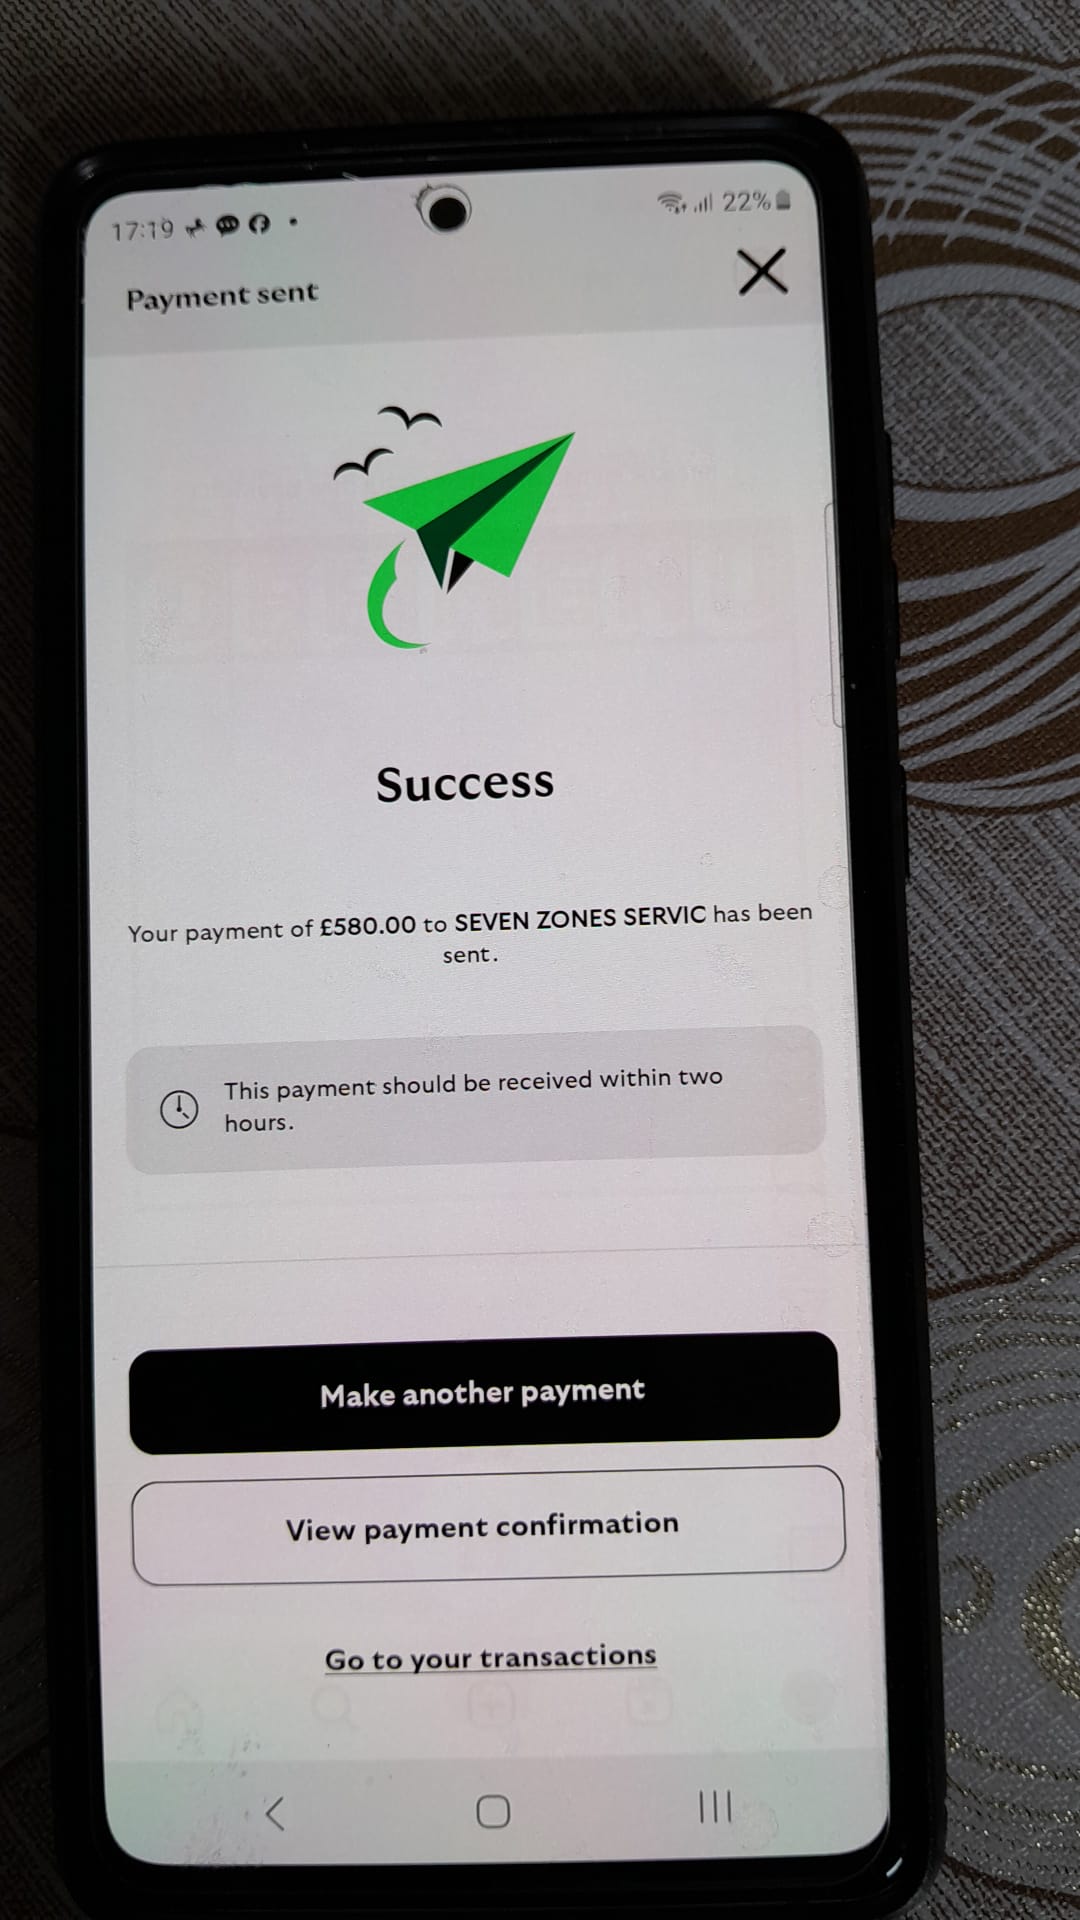 17:19
22%
Payment sent
Success
Your payment of £580.00 to SEVEN ZONES SERVIC has been
sent.
This payment should be received within two
hours.
Make another payment
View payment confirmation
Go to your transactions